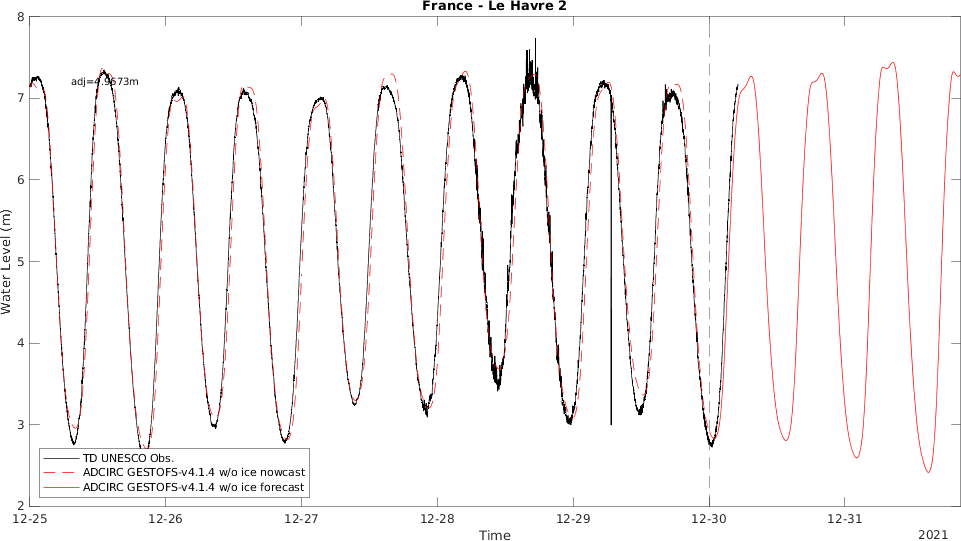 France - Le Havre 2
8
7
6
5
4
3
2
Water Level (m)
adj=4.9573m
TD UNESCO Obs.
ADCIRC GESTOFS-v4.1.4 w/o ice nowcast
ADCIRC GESTOFS-v4.1.4 w/o ice forecast
12-25
12-26
12-27
12-28
12-29
12-30
12-31
Time
2021